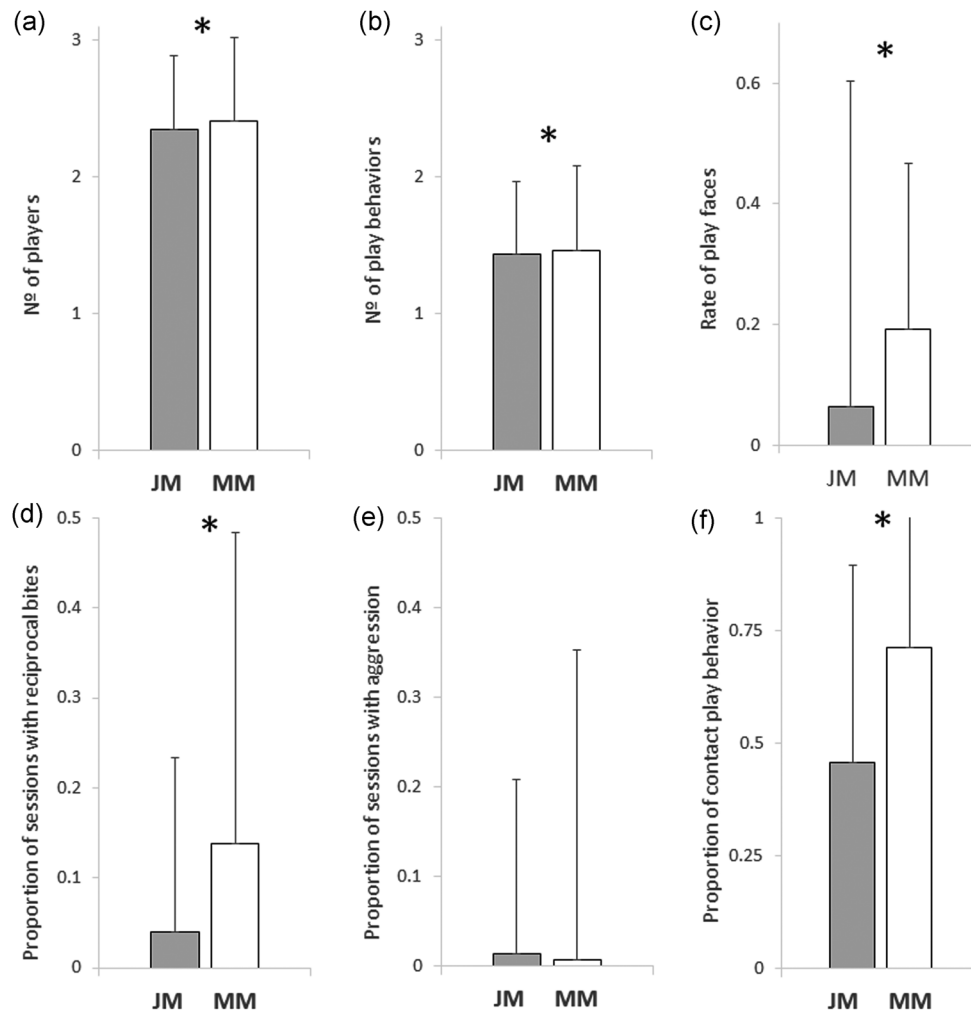 (a)
3
2
1
0
Nº of players
*
JM MM
(b)
3
2
1
0
Nº of play behaviors
*
JM MM
(c)
0.6
0.4
0.2
0
Rate of play faces
*
JM MM
(d)
0.5
0.4
0.3
0.2
0.1
0
Proportion of sessions with reciprocal bites
*
JM MM
(e)
0.5
0.4
0.3
0.2
0.1
0
Proportion of sessions with aggression
JM MM
(f)
1
0.75
0.5
0.25
0
Proportion of contact play behavior
*
JM MM